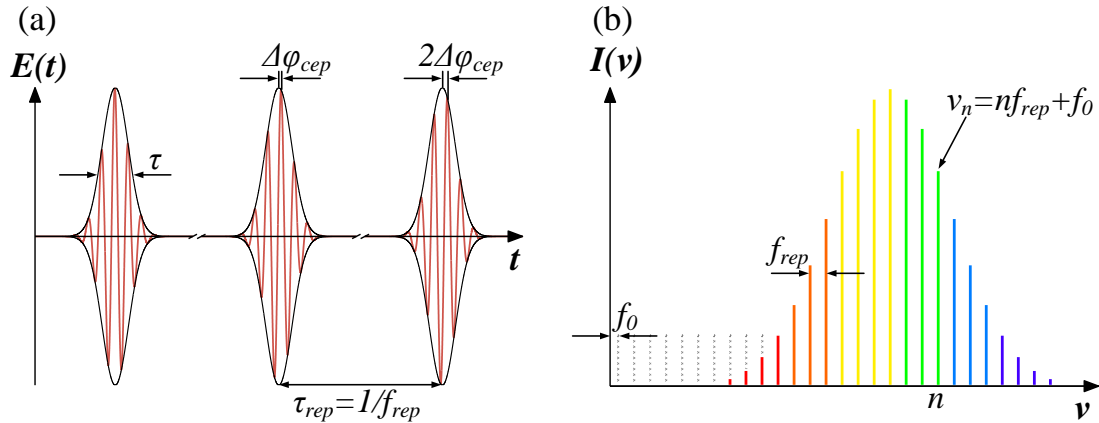 (a)
E(t)
Δφcep
2Δφcep
τ
t
τrep=1/frep
(b)
I(ν)
νn=nfrep+f0
frep
f0
n
ν